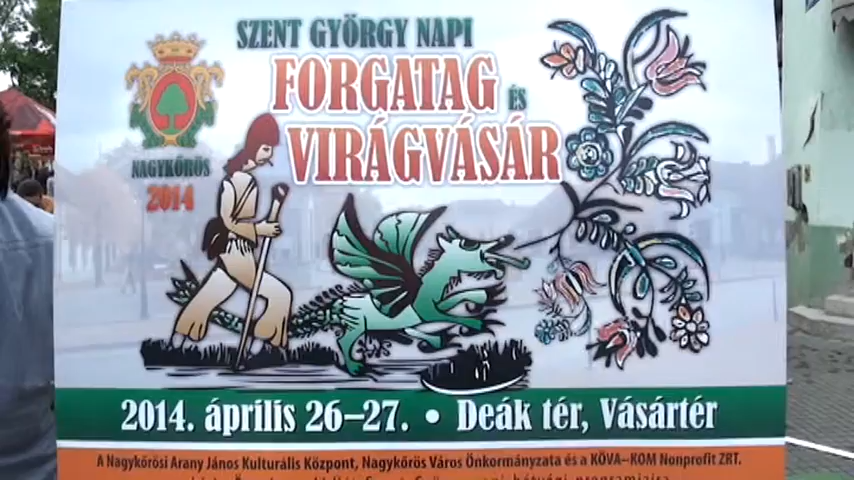 SZENT GYÖRGY NAPI
FORGATAG ÉS
VIRÁGVÁSÁR
NAGYKŐRÖS
2014
2014. április 26–27. • Deák tér, Vásártér
A Nagykőrösi Arany János Kulturális Központ, Nagykőrös Város Önkormányzata és a KŐVA–KOM Nonprofit ZRT.